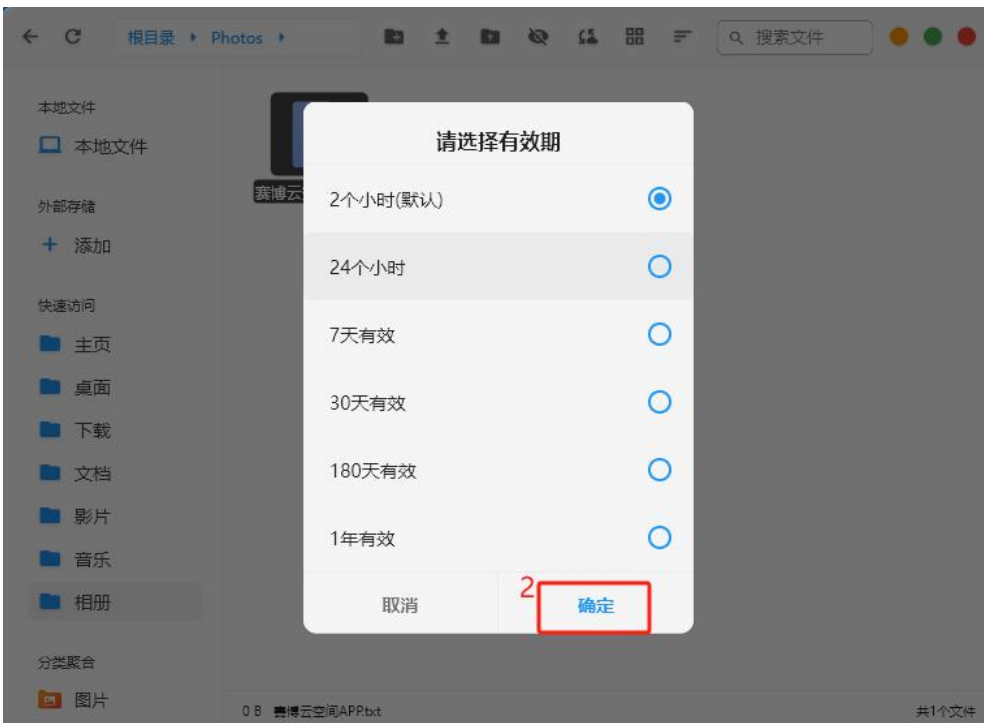 根目录 Photos
搜索文件
本地文件
本地文件
外部存储
添加
快速访问
主页
桌面
下载
文档
影片
音乐
相册
分类聚合
图片
赛博云
请选择有效期
2个小时(默认)
24个小时
7天有效
30天有效
180天有效
1年有效
取消
2
确定
0 B 赛博云空间APP.txt
共1个文件